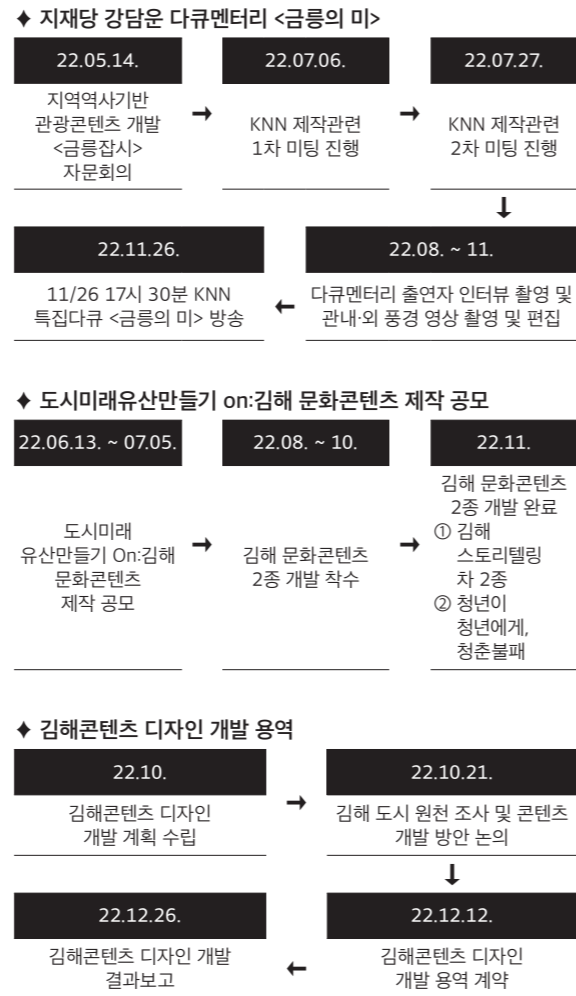 ♦ 지재당 강담운 다큐멘터리 <금릉의 미>
22.05.14.
지역역사기반
관광콘텐츠 개발
<금릉잡시>
자문회의
→
22.07.06.
KNN 제작관련
1차 미팅 진행
→
22.07.27.
KNN 제작관련
2차 미팅 진행
↓
22.08. ~ 11.
다큐멘터리 출연자 인터뷰 촬영 및
관내·외 풍경 영상 촬영 및 편집
←
22.11.26.
11/26 17시 30분 KNN
특집다큐 <금릉의 미> 방송
♦ 도시미래유산만들기 on:김해 문화콘텐츠 제작 공모
22.06.13. ~ 07.05.
도시미래
유산만들기 On:김해
문화콘텐츠
제작 공모
→
22.08. ~ 10.
김해 문화콘텐츠
2종 개발 착수
→
22.11.
김해 문화콘텐츠
2종 개발 완료
① 김해
스토리텔링
차 2종
② 청년이
청년에게,
청춘불패
♦ 김해콘텐츠 디자인 개발 용역
22.10.
김해콘텐츠 디자인
개발 계획 수립
→
22.10.21.
김해 도시 원천 조사 및 콘텐츠
개발 방안 논의
↓
22.12.12.
김해콘텐츠 디자인
개발 용역 계약
←
22.12.26.
김해콘텐츠 디자인 개발
결과보고